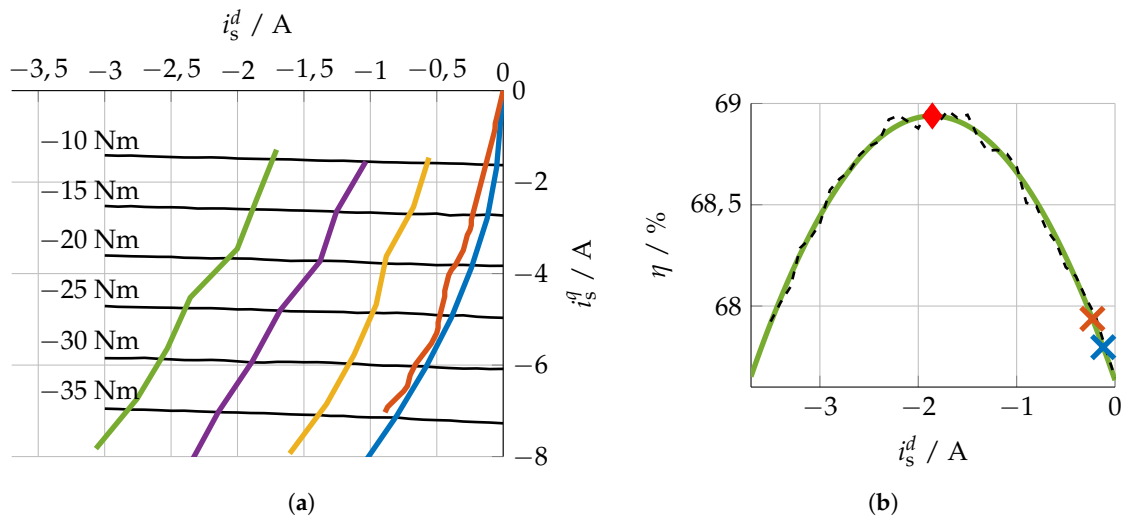 i_s^d / A
−3,5 −3 −2,5 −2 −1,5 −1 −0,5 0
0
−10 Nm
−2
−15 Nm
−20 Nm
−4
i_s^q / A
−25 Nm
−30 Nm
−6
−35 Nm
−8
(a)
69
68,5
η / %
68
−3 −2 −1 0
i_s^d / A
(b)